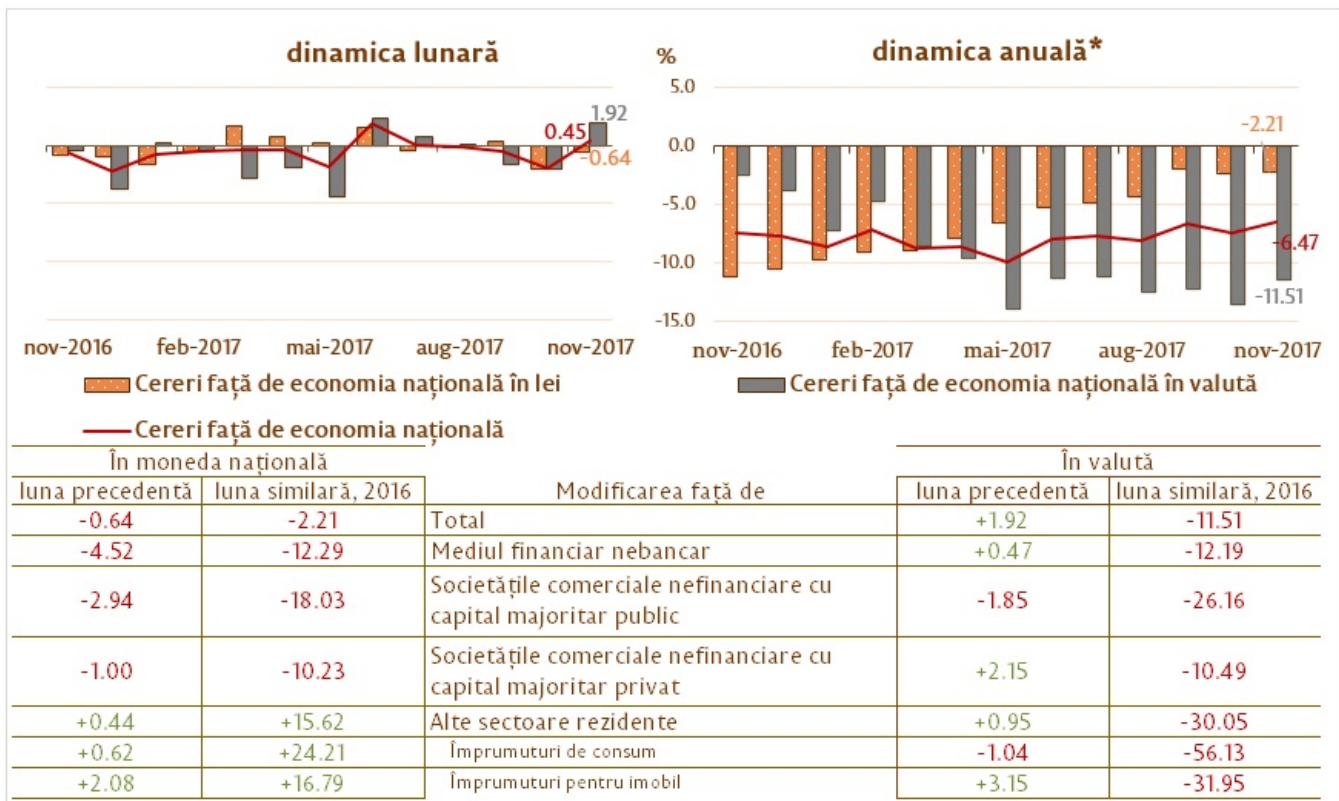 dinamica lunară
%
dinamica anuală*
5.0
0.0
-5.0
-10.0
-15.0
1.92
0.45
-0.64
-2.21
-6.47
-11.51
nov-2016 feb-2017 mai-2017 aug-2017 nov-2017
nov-2016 feb-2017 mai-2017 aug-2017 nov-2017
Cereri față de economia națională în lei
Cereri față de economia națională în valută
Cereri față de economia națională
În moneda națională În valută
luna precedentă luna similară, 2016 Modificarea față de luna precedentă luna similară, 2016
-0.64 -2.21 Total +1.92 -11.51
-4.52 -12.29 Mediul financiar nebancar +0.47 -12.19
-2.94 -18.03 Societățile comerciale nefinanciare cu
capital majoritar public -1.85 -26.16
-1.00 -10.23 Societățile comerciale nefinanciare cu
capital majoritar privat +2.15 -10.49
+0.44 +15.62 Alte sectoare rezidente +0.95 -30.05
+0.62 +24.21 Împrumuturi de consum -1.04 -56.13
+2.08 +16.79 Împrumuturi pentru imobil +3.15 -31.95